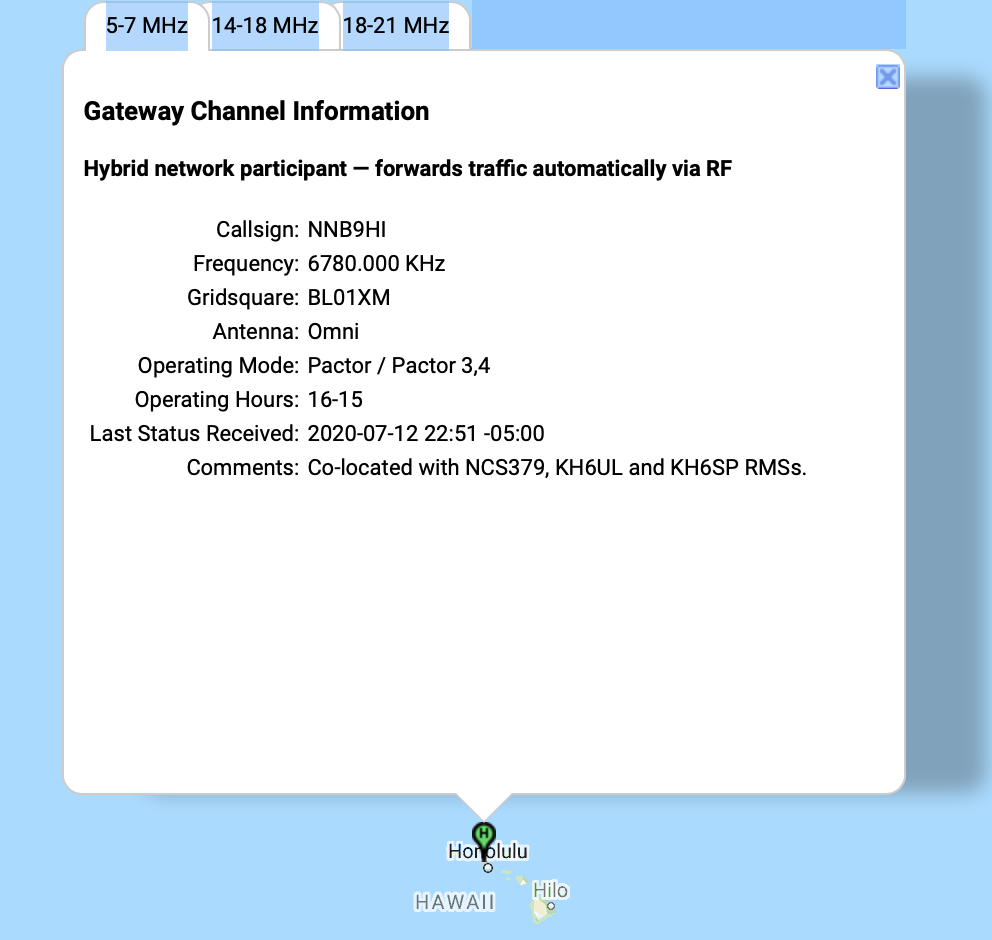 5-7 MHz 14-18 MHz 18-21 MHz
Gateway Channel Information
Hybrid network participant — forwards traffic automatically via RF
Callsign: NNB9HI
Frequency: 6780.000 KHz
Gridsquare: BL01XM
Antenna: Omni
Operating Mode: Pactor / Pactor 3,4
Operating Hours: 16-15
Last Status Received: 2020-07-12 22:51 -05:00
Comments: Co-located with NCS379, KH6UL and KH6SP RMSs.
H
Honolulu
Hilo
HAWAII